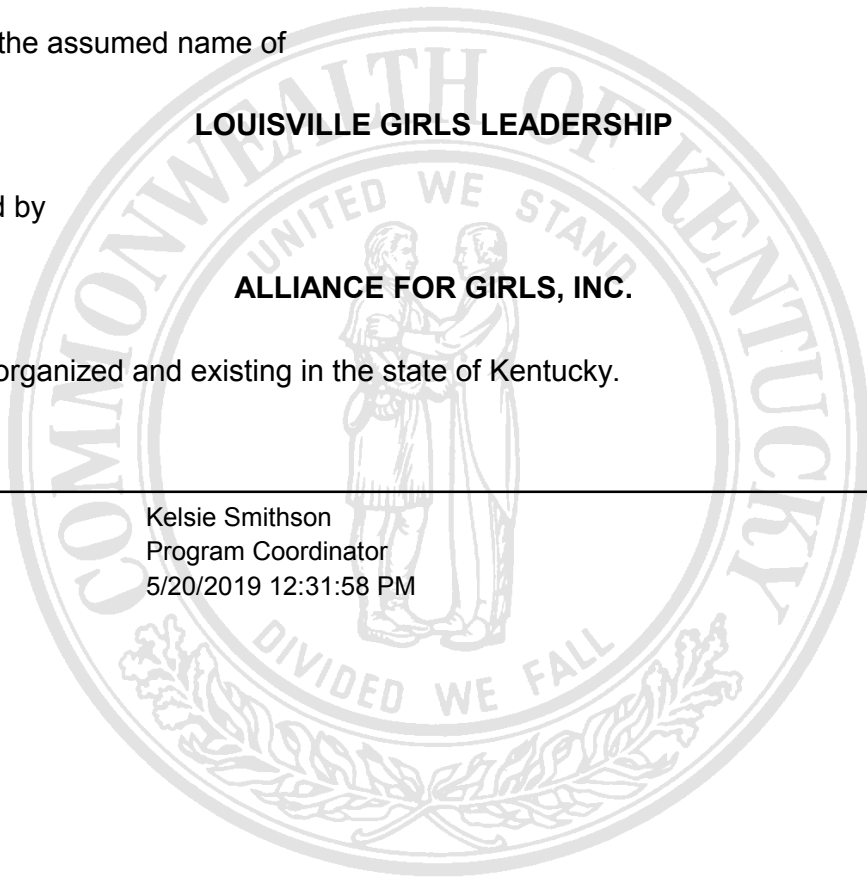 the assumed name of
LOUISVILLE GIRLS LEADERSHIP
d by
ALLIANCE FOR GIRLS, INC.
organized and existing in the state of Kentucky.
Kelsie Smithson
Program Coordinator
5/20/2019 12:31:58 PM
COMMONWEALTH OF KENTUCKY
UNITED WE STAND
DIVIDED WE FALL